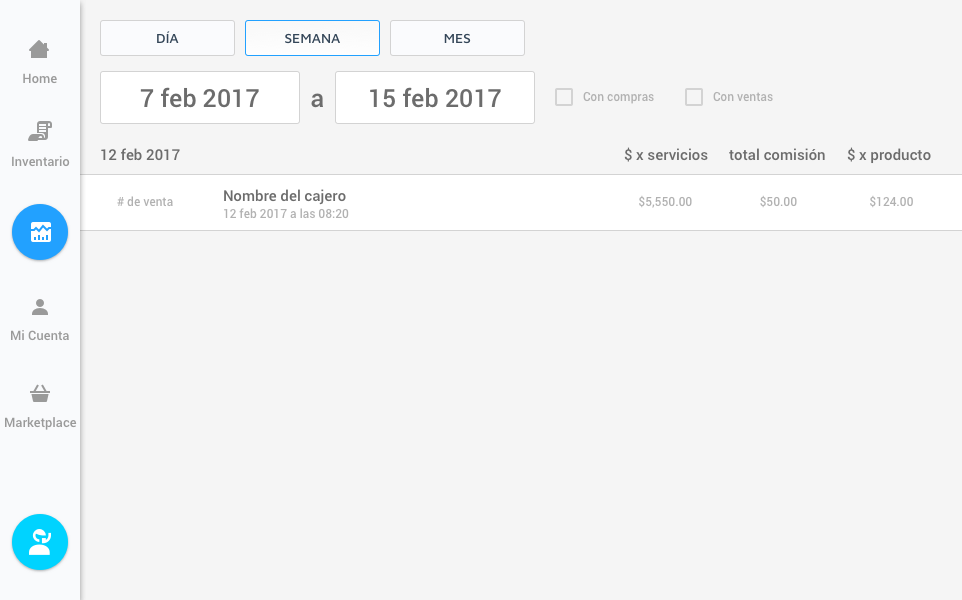 DÍA SEMANA MES
7 feb 2017 a 15 feb 2017 Con compras Con ventas
12 feb 2017 $ x servicios total comisión $ x producto
# de venta Nombre del cajero $5,550.00 $50.00 $124.00
12 feb 2017 a las 08:20
Home
Inventario
Mi Cuenta
Marketplace